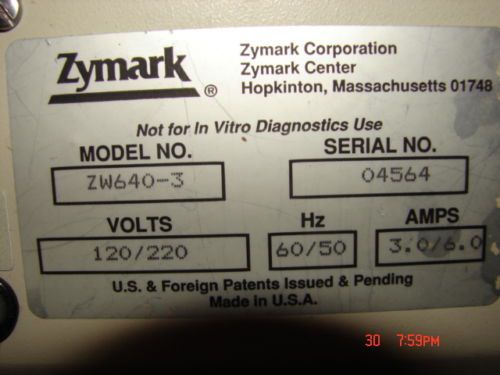 Zymark®
Zymark Corporation
Zymark Center
Hopkinton, Massachusetts 01748
Not for In Vitro Diagnostics Use
MODEL NO.
ZW640-3
SERIAL NO.
04564
VOLTS
120/220
Hz
60/50
AMPS
3.0/6.0
U.S. & Foreign Patents Issued & Pending
Made in U.S.A.
30 7:59PM